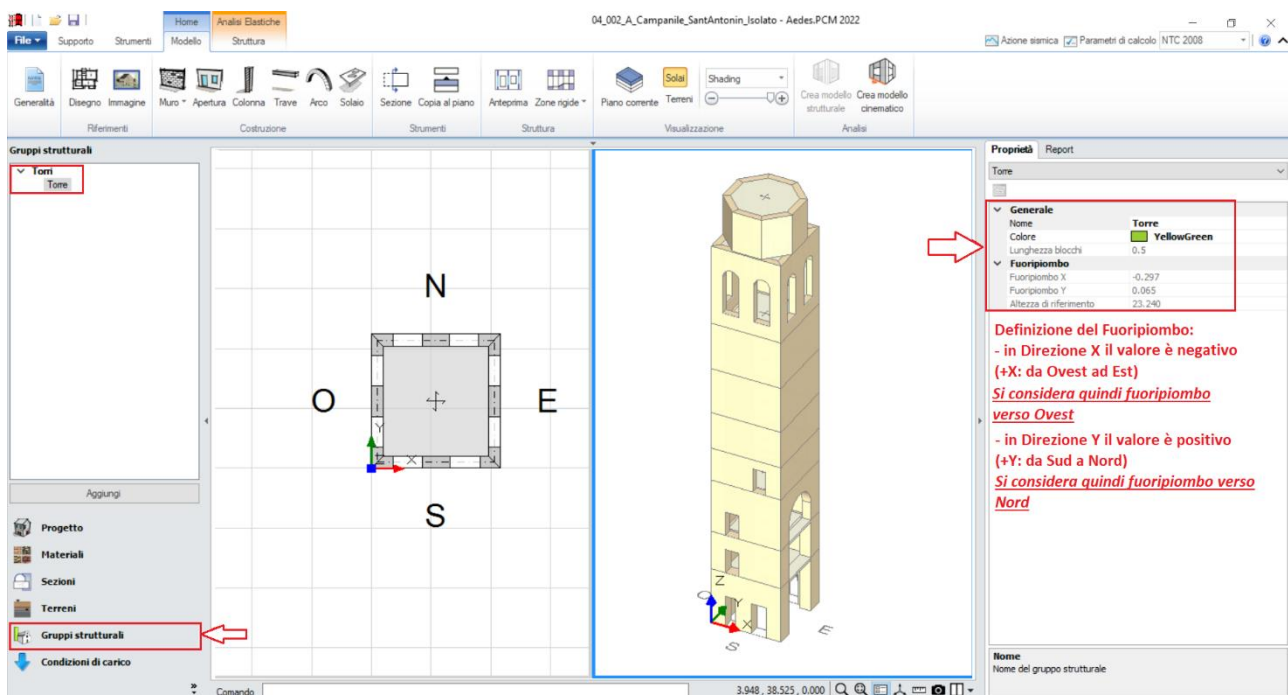 04_002_A_Campanile_SantAntonin_Isolato - Aedes.PCM 2022
Home
Analisi Elastiche
File
Supporto
Strumenti
Modello
Struttura
Azione sismica
Parametri di calcolo
NTC 2008
Generalità
Disegno
Immagine
Muro
Apertura
Colonna
Trave
Arco
Solaio
Sezione
Copia al piano
Anteprima
Zone rigide
Piano corrente
Solai
Terreni
Shading
Crea modello
strutturale
Crea modello
cinematico
Riferimenti
Costruzione
Strumenti
Struttura
Visualizzazione
Analisi
Gruppi strutturali
Torri
Torre
Aggiungi
Progetto
Materiali
Sezioni
Terreni
Gruppi strutturali
Condizioni di carico
N
O
E
S
Y
Z
X
Z
O
Y
X
E
S
Proprietà
Report
Torre
Generale
Nome Torre
Colore YellowGreen
Lunghezza blocchi 0.5
Fuoripiombo
Fuoripiombo X -0.297
Fuoripiombo Y 0.065
Altezza di riferimento 23.240
Definizione del Fuoripiombo:
- in Direzione X il valore è negativo
(+X: da Ovest ad Est)
Si considera quindi fuoripiombo
verso Ovest
- in Direzione Y il valore è positivo
(+Y: da Sud a Nord)
Si considera quindi fuoripiombo verso
Nord
Nome
Nome del gruppo strutturale
Comando
3.948 , 38.525 , 0.000